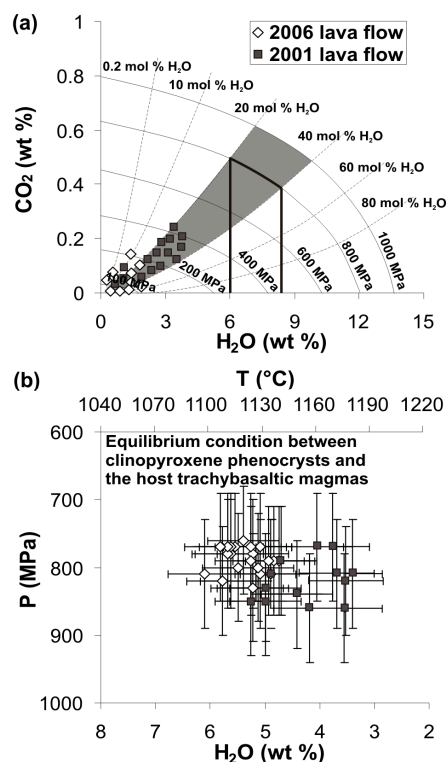 (a)
2006 lava flow
2001 lava flow
CO₂ (wt %)
1
0.8
0.6
0.4
0.2
0
0.2 mol % H₂O
10 mol % H₂O
20 mol % H₂O
40 mol % H₂O
60 mol % H₂O
80 mol % H₂O
100 MPa
200 MPa
400 MPa
600 MPa
800 MPa
1000 MPa
0 3 6 9 12 15
H₂O (wt %)
(b)
T (°C)
1040 1070 1100 1130 1160 1190 1220
Equilibrium condition between
clinopyroxene phenocrysts and
the host trachybasaltic magmas
P (MPa)
600
700
800
900
1000
8 7 6 5 4 3 2
H₂O (wt %)